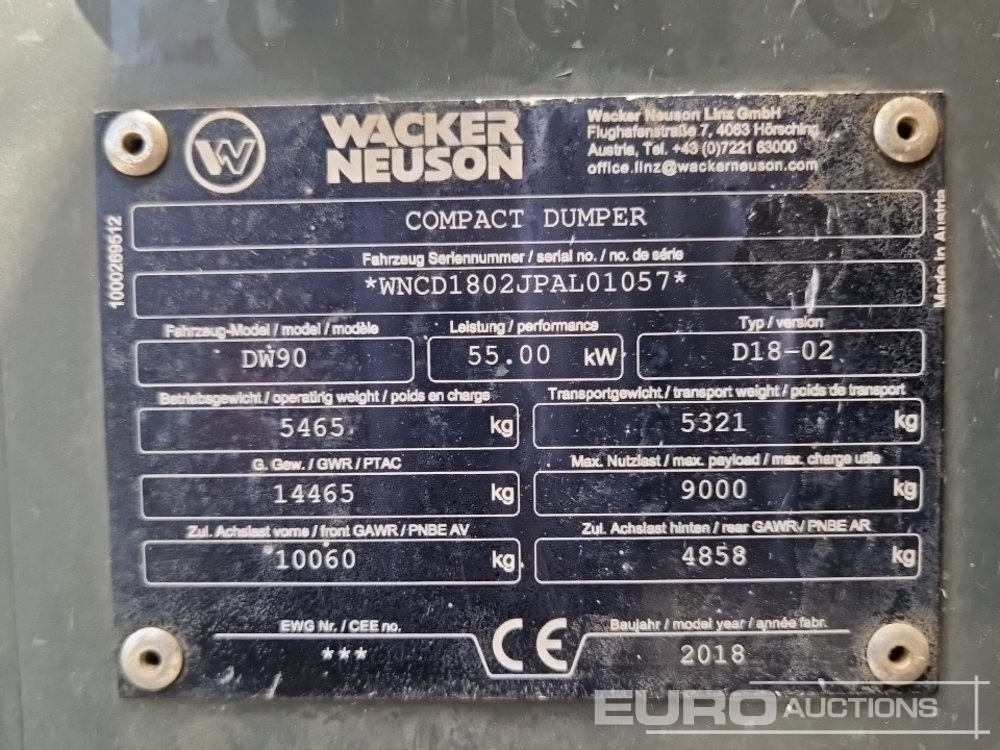 WACKER
NEUSON
Wacker Neuson Linz GmbH
Flughafenstraße 7, 4063 Hörsching
Austria, Tel. +43 (0)7221 63000
office.linz@wackerneuson.com
1000269512
Made in Austria
COMPACT DUMPER
Fahrzeug Seriennummer / serial no. / no. de série
*WNCD1802JPAL01057*
Fahrzeug-Model / model / modèle
Leistung / performance
Typ / version
DW90
55.00 kW
D18-02
Betriebsgewicht / operating weight / poids en charge
Transportgewicht / transport weight / poids de transport
5465 kg
5321 kg
G. Gew. / GWR / PTAC
Max. Nutzlast / max. payload / max. charge utile
14465 kg
9000 kg
Zul. Achslast vorne / front GAWR / PNBE AV
Zul. Achslast hinten / rear GAWR / PNBE AR
10060 kg
4858 kg
EWG Nr. / CEE no.
CE
Baujahr / model year / année fabr.
***
2018
EURO AUCTIONS